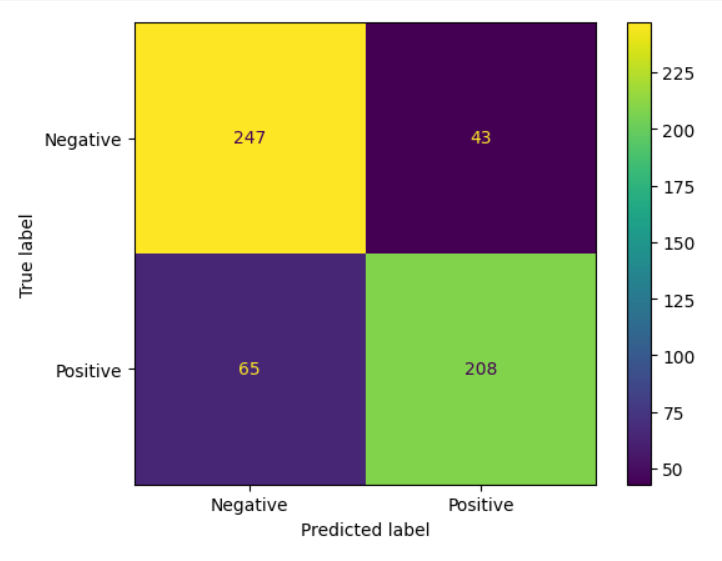 Negative
247
43
Positive
65
208
True label
Negative
Positive
Predicted label
225
200
175
150
125
100
75
50